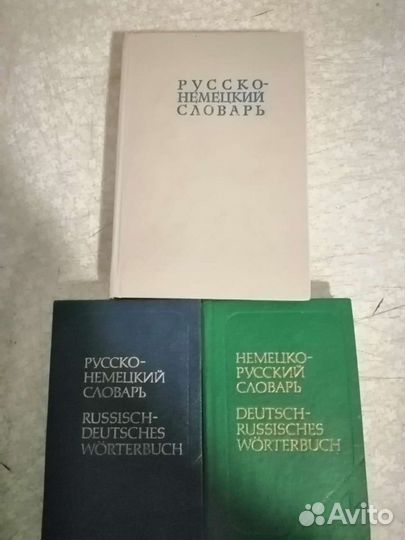 РУССКО-
НЕМЕЦКИЙ
СЛОВАРЬ
РУССКО-
НЕМЕЦКИЙ
СЛОВАРЬ
RUSSISCH-
DEUTSCHES
WÖRTERBUCH
НЕМЕЦКО-
РУССКИЙ
СЛОВАРЬ
DEUTSCH-
RUSSISCHES
WÖRTERBUCH
Avito